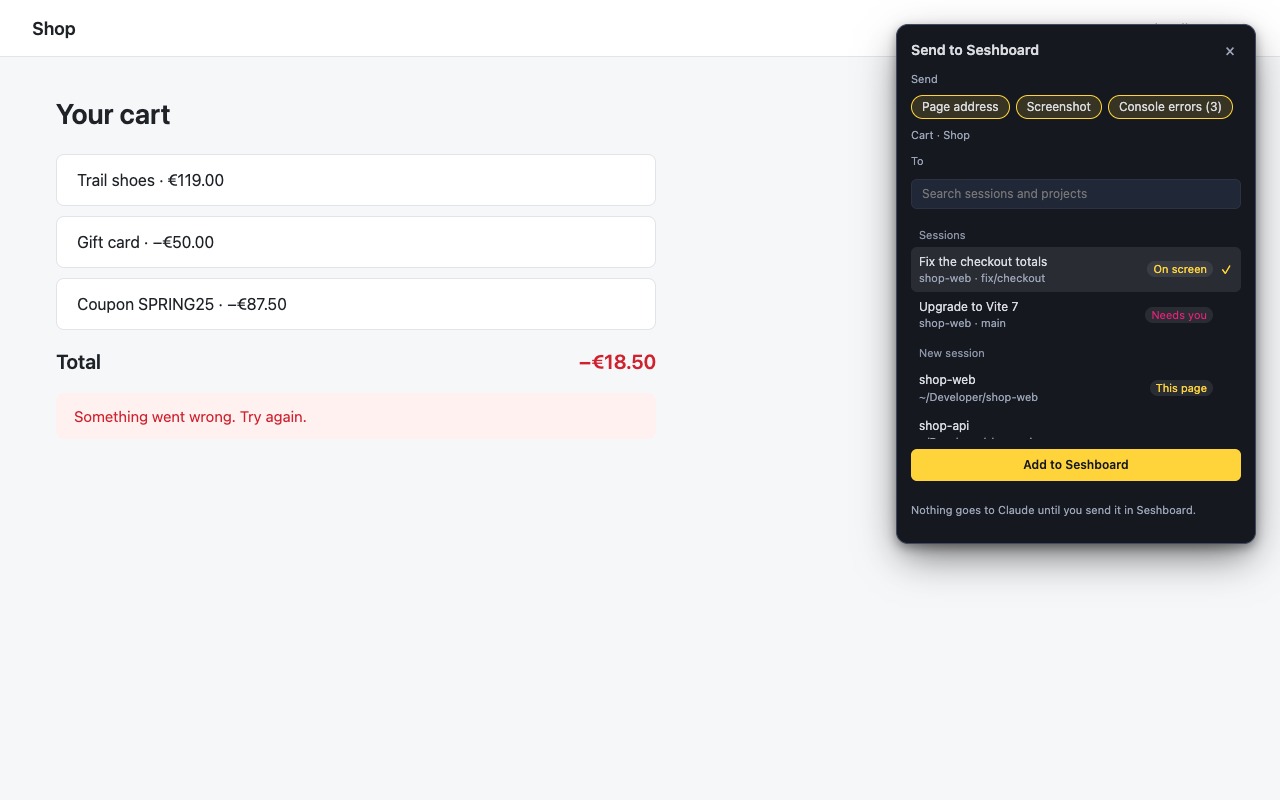 Shop
Your cart
Trail shoes · €119.00
Gift card · −€50.00
Coupon SPRING25 · −€87.50
Total −€18.50
Something went wrong. Try again.
Send to Seshboard ×
Send
Page address Screenshot Console errors (3)
Cart · Shop
To
Search sessions and projects
Sessions
Fix the checkout totals
shop-web · fix/checkout
On screen ✓
Upgrade to Vite 7
shop-web · main
Needs you
New session
shop-web
~/Developer/shop-web
This page
shop-api
Add to Seshboard
Nothing goes to Claude until you send it in Seshboard.